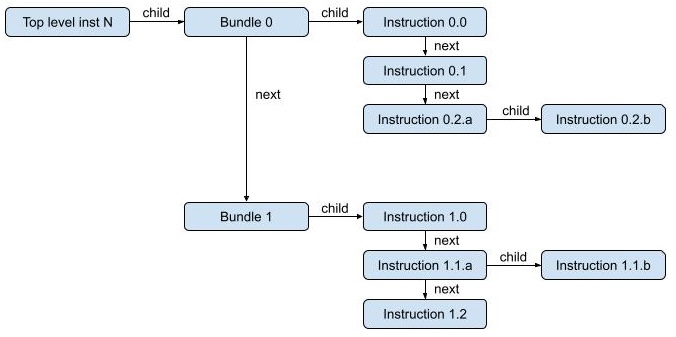 Top level inst N
child
Bundle 0
child
Instruction 0.0
next
Instruction 0.1
next
next
Instruction 0.2.a
child
Instruction 0.2.b
Bundle 1
child
Instruction 1.0
next
Instruction 1.1.a
child
Instruction 1.1.b
next
Instruction 1.2